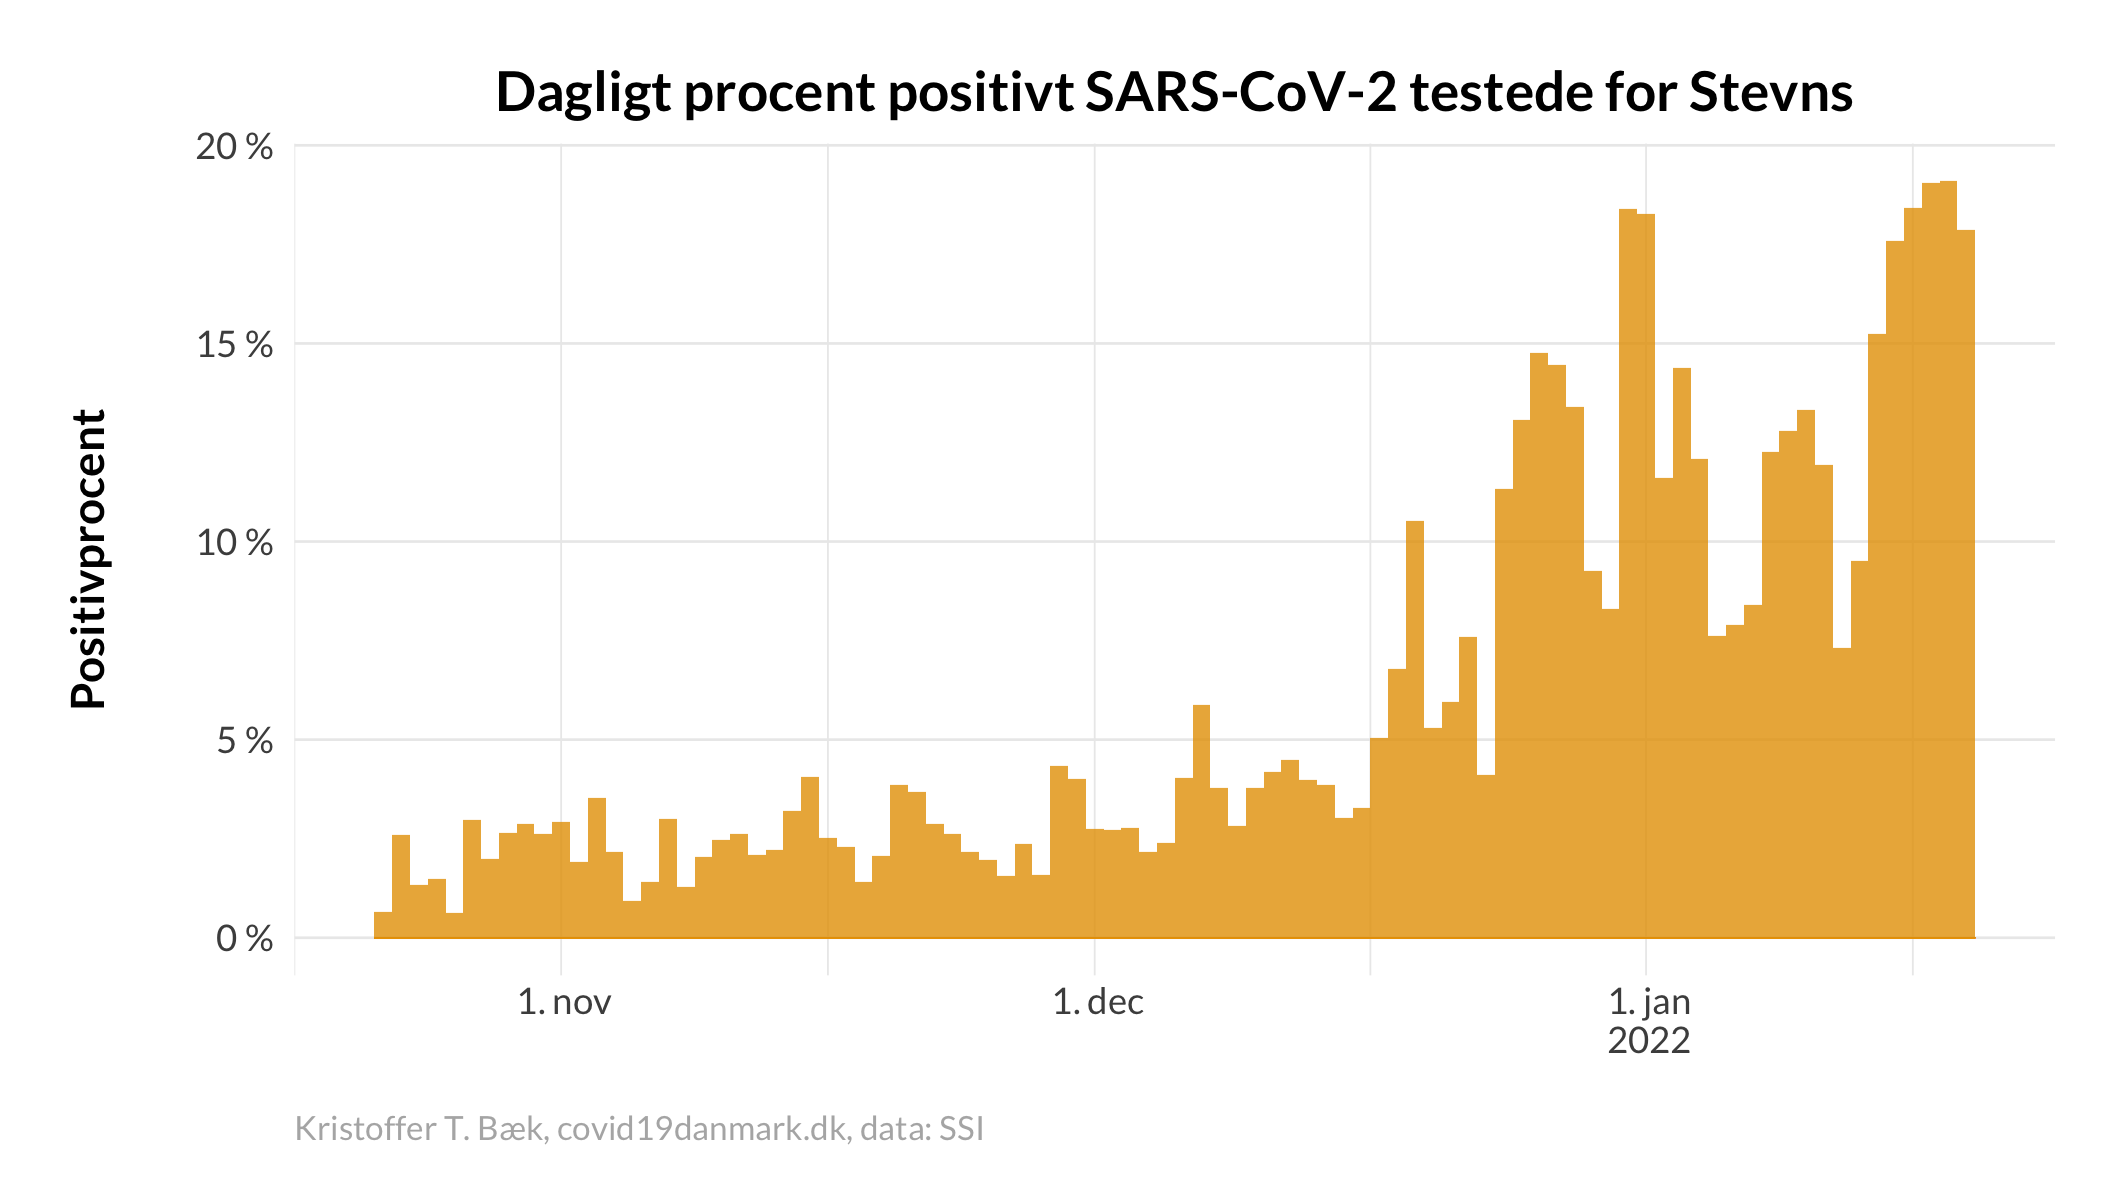 Dagligt procent positivt SARS-CoV-2 testede for Stevns
Positivprocent
20 %
15 %
10 %
5 %
0 %
1. nov
1. dec
1. jan
2022
Kristoffer T. Bæk, covid19danmark.dk, data: SSI